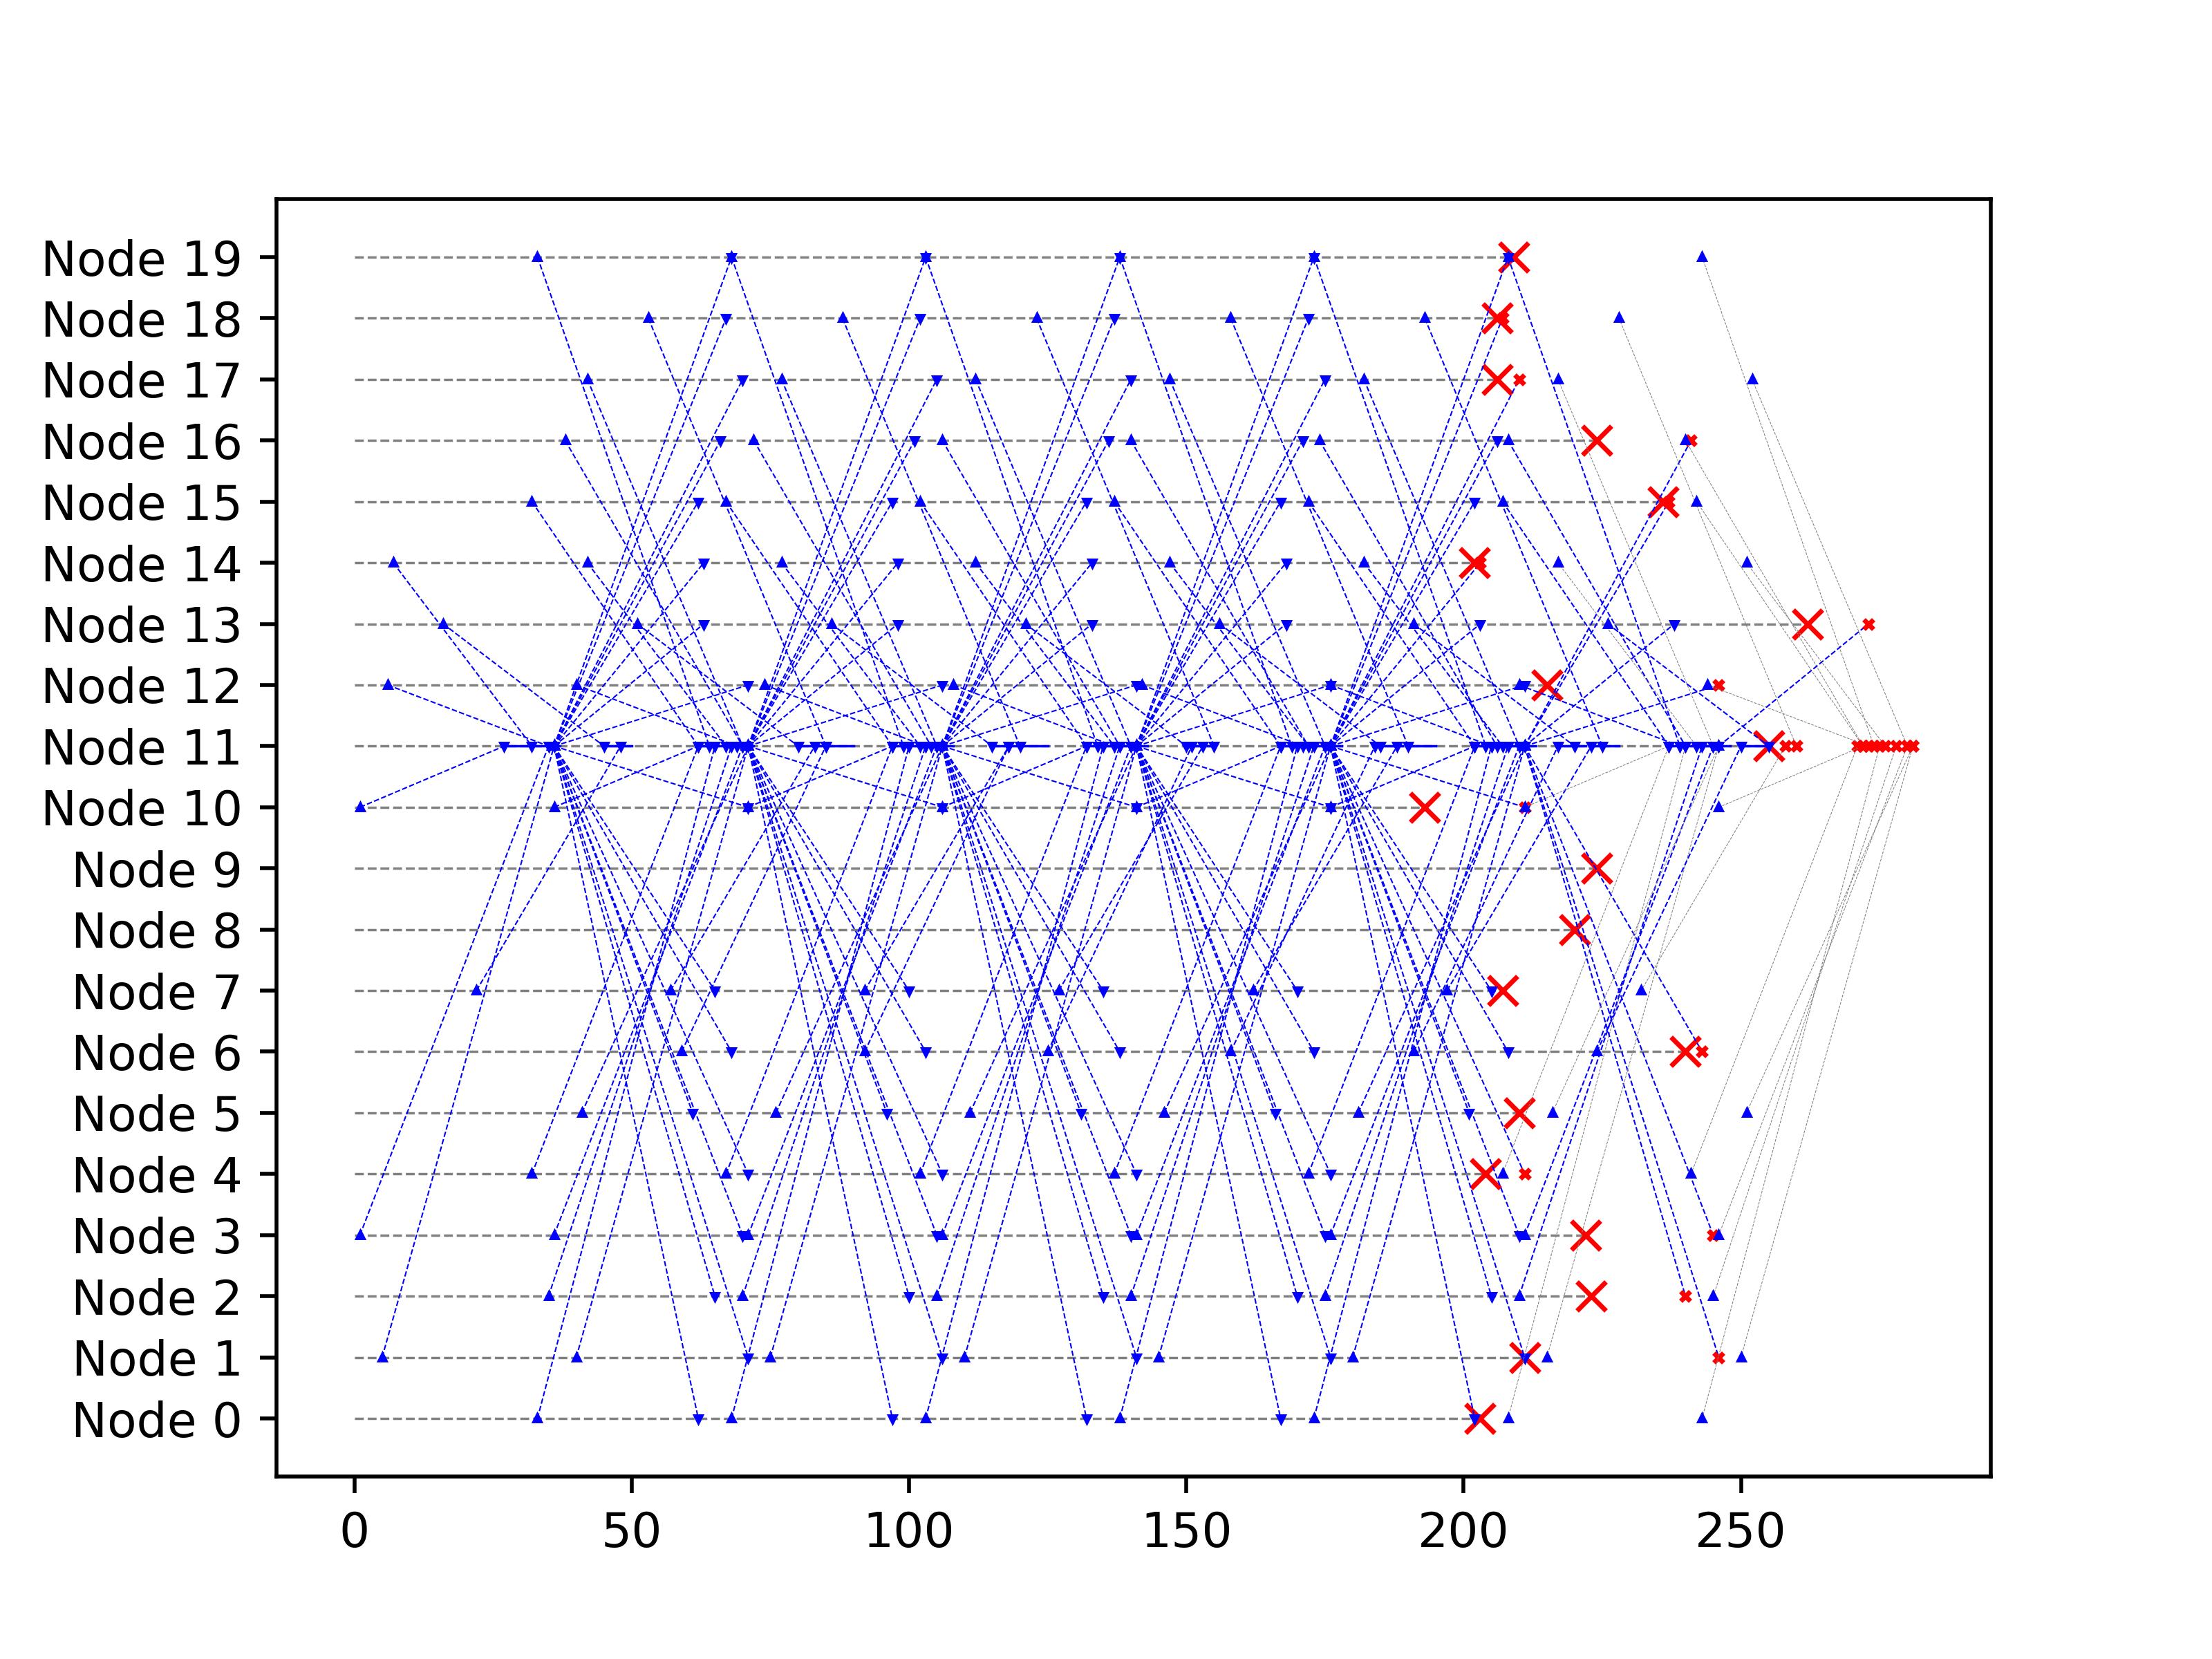 Node 19
Node 18
Node 17
Node 16
Node 15
Node 14
Node 13
Node 12
Node 11
Node 10
Node 9
Node 8
Node 7
Node 6
Node 5
Node 4
Node 3
Node 2
Node 1
Node 0
0 50 100 150 200 250